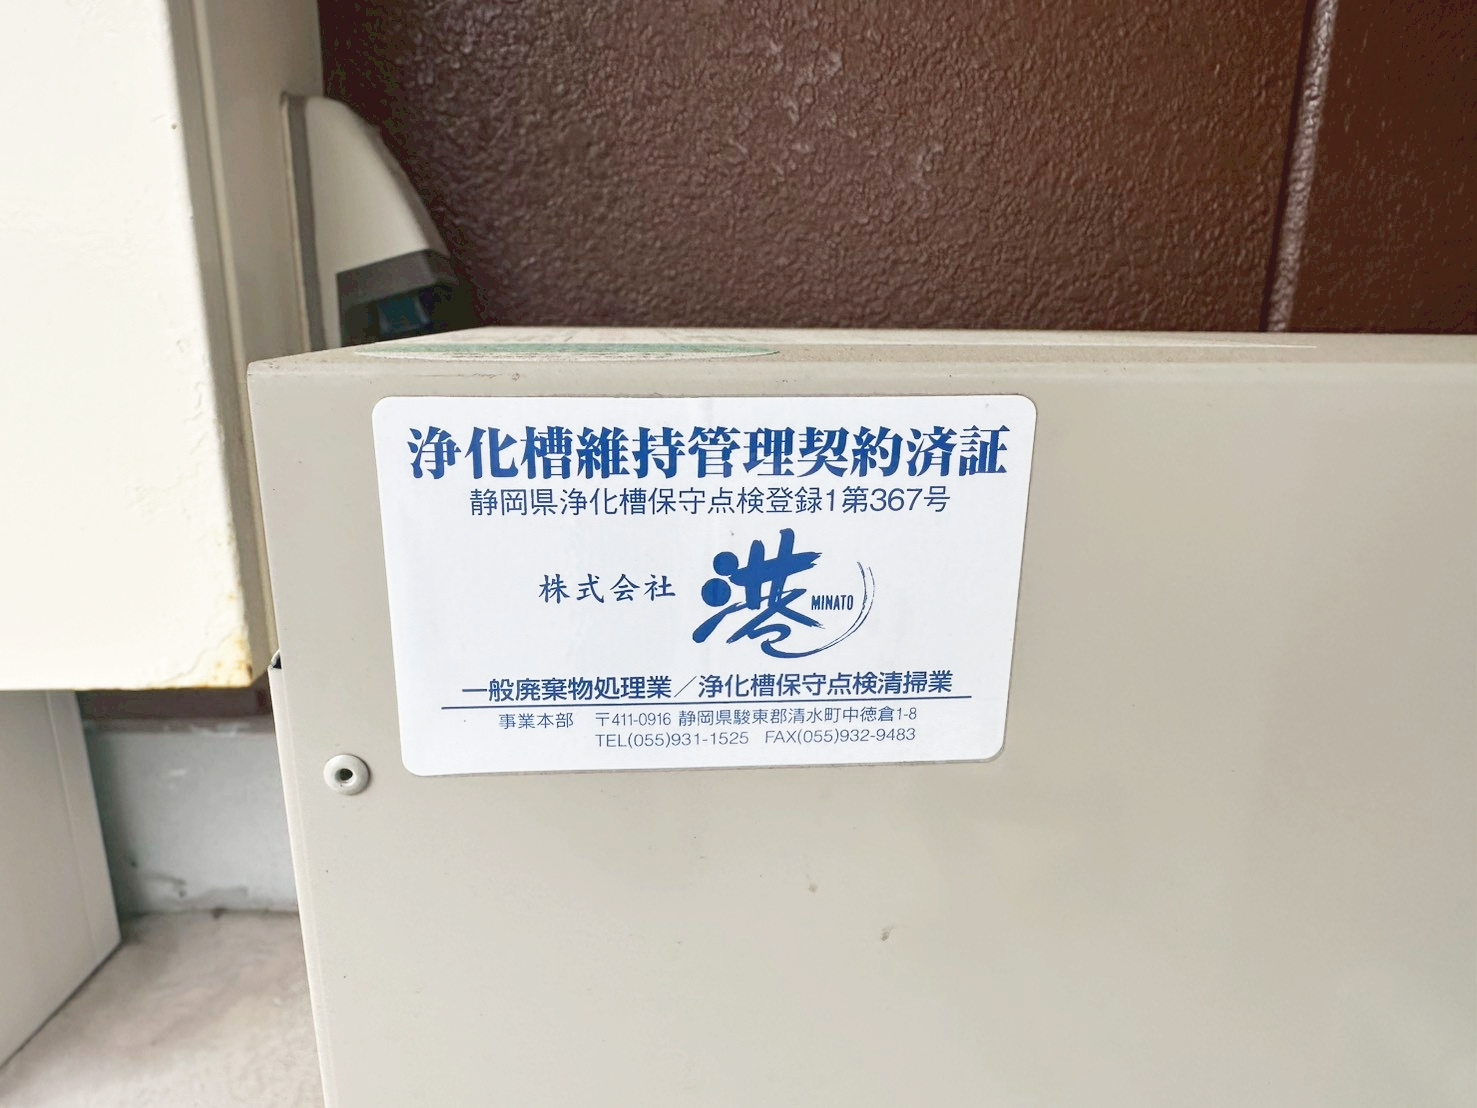 浄化槽維持管理契約済証
静岡県浄化槽保守点検登録1第367号
株式会社 港 MINATO
一般廃棄物処理業/浄化槽保守点検清掃業
事業本部 〒411-0916 静岡県駿東郡清水町中徳倉1-8
TEL(055)931-1525 FAX(055)932-9483